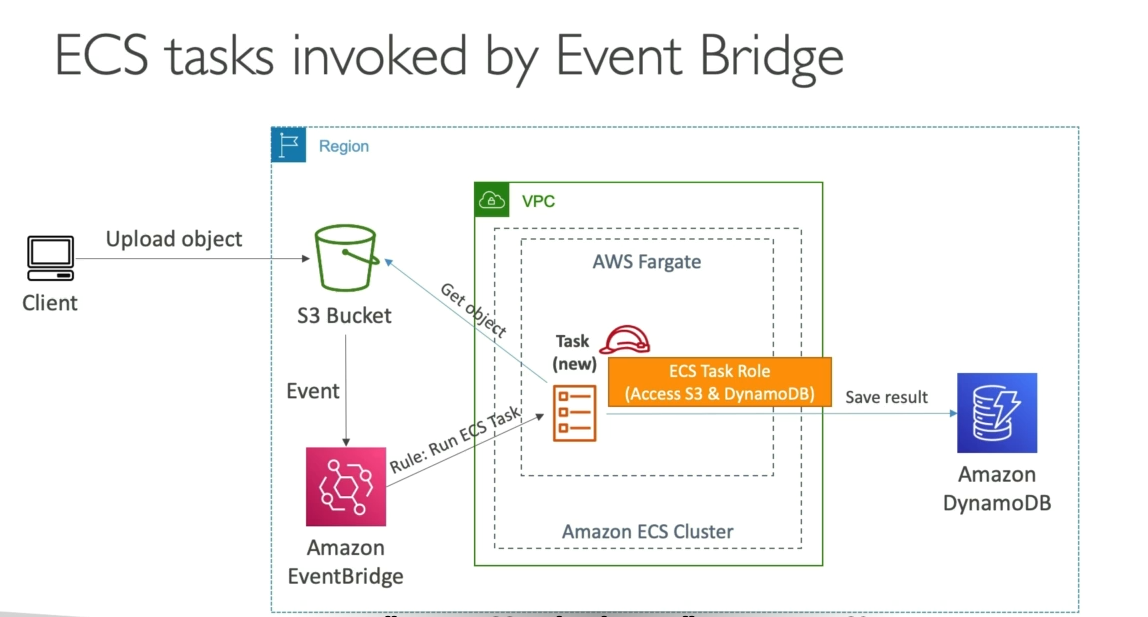 ECS tasks invoked by Event Bridge
Region
VPC
Upload object
AWS Fargate
Client
S3 Bucket
Get object
Task
(new)
ECS Task Role
(Access S3 & DynamoDB)
Save result
Event
Rule: Run ECS Task
Amazon
DynamoDB
Amazon ECS Cluster
Amazon
EventBridge